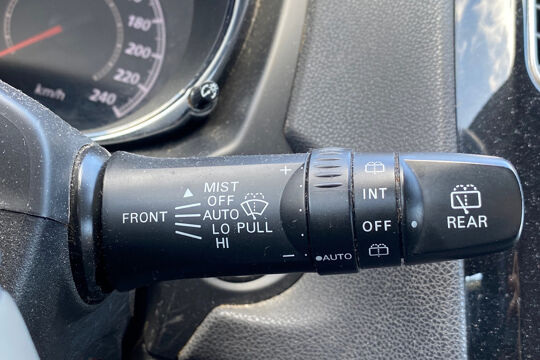 180
200
220
240
km/h
MIST
OFF
FRONT AUTO
LO PULL
HI
+
−
●AUTO
INT
OFF
REAR